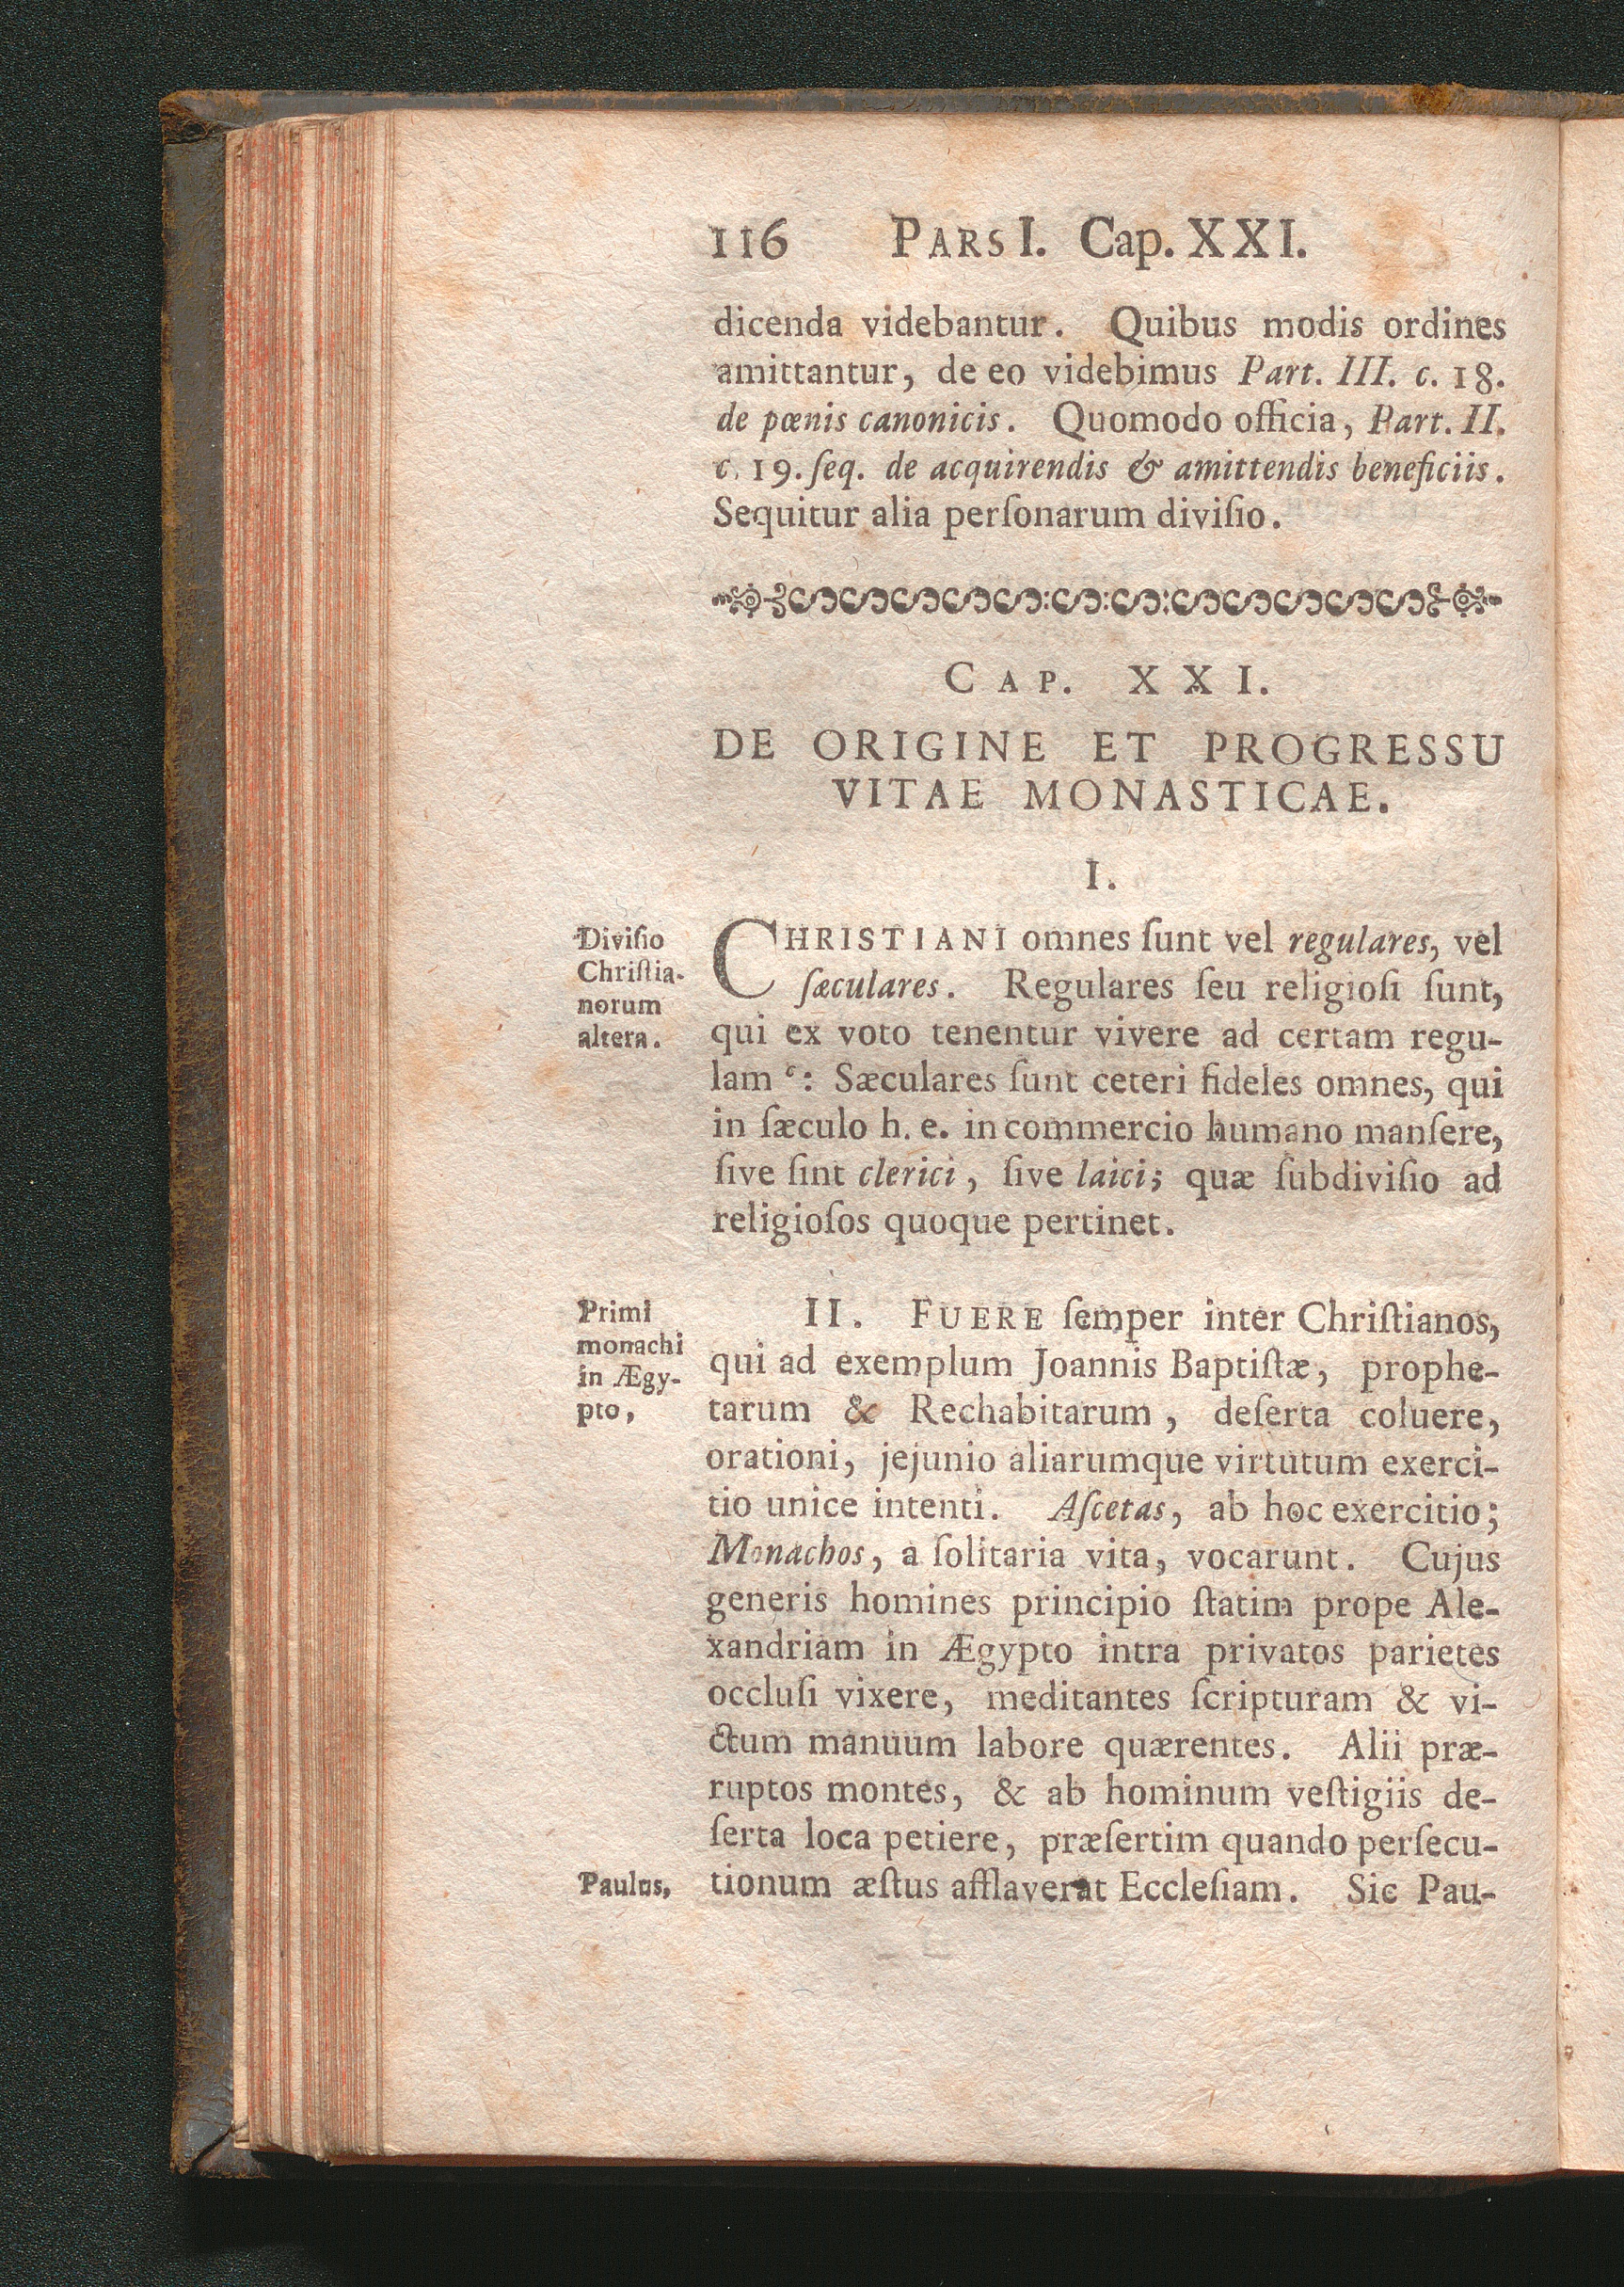 116 PARS I. Cap. XXI.
dicenda videbantur. Quibus modis ordines
amittantur, de eo videbimus Part. III. c. 18.
de pœnis canonicis. Quomodo officia, Part. II.
c. 19. ſeq. de acquirendis & amittendis beneficiis.
Sequitur alia perſonarum diviſio.
CAP. XXI.
DE ORIGINE ET PROGRESSU
VITAE MONASTICAE.
I.
Diviſio
Chriſtia-
norum
altera.
CHRISTIANI omnes ſunt vel regulares, vel
ſæculares. Regulares ſeu religioſi ſunt,
qui ex voto tenentur vivere ad certam regu-
lam ᶜ: Sæculares ſunt ceteri fideles omnes, qui
in ſæculo h. e. in commercio humano manſere,
ſive ſint clerici, ſive laici; quæ ſubdiviſio ad
religioſos quoque pertinet.
Primi
monachi
in Ægy-
pto,
II. FUERE ſemper inter Chriſtianos,
qui ad exemplum Joannis Baptiſtæ, prophe-
tarum & Rechabitarum, deſerta coluere,
orationi, jejunio aliarumque virtutum exerci-
tio unice intenti. Aſcetas, ab hoc exercitio;
Monachos, a ſolitaria vita, vocarunt. Cujus
generis homines principio ſtatim prope Ale-
xandriam in Ægypto intra privatos parietes
occluſi vixere, meditantes ſcripturam & vi-
ctum manuum labore quærentes. Alii præ-
ruptos montes, & ab hominum veſtigiis de-
ſerta loca petiere, præſertim quando perſecu-
Paulus,
tionum æſtus afflaverat Eccleſiam. Sic Pau-